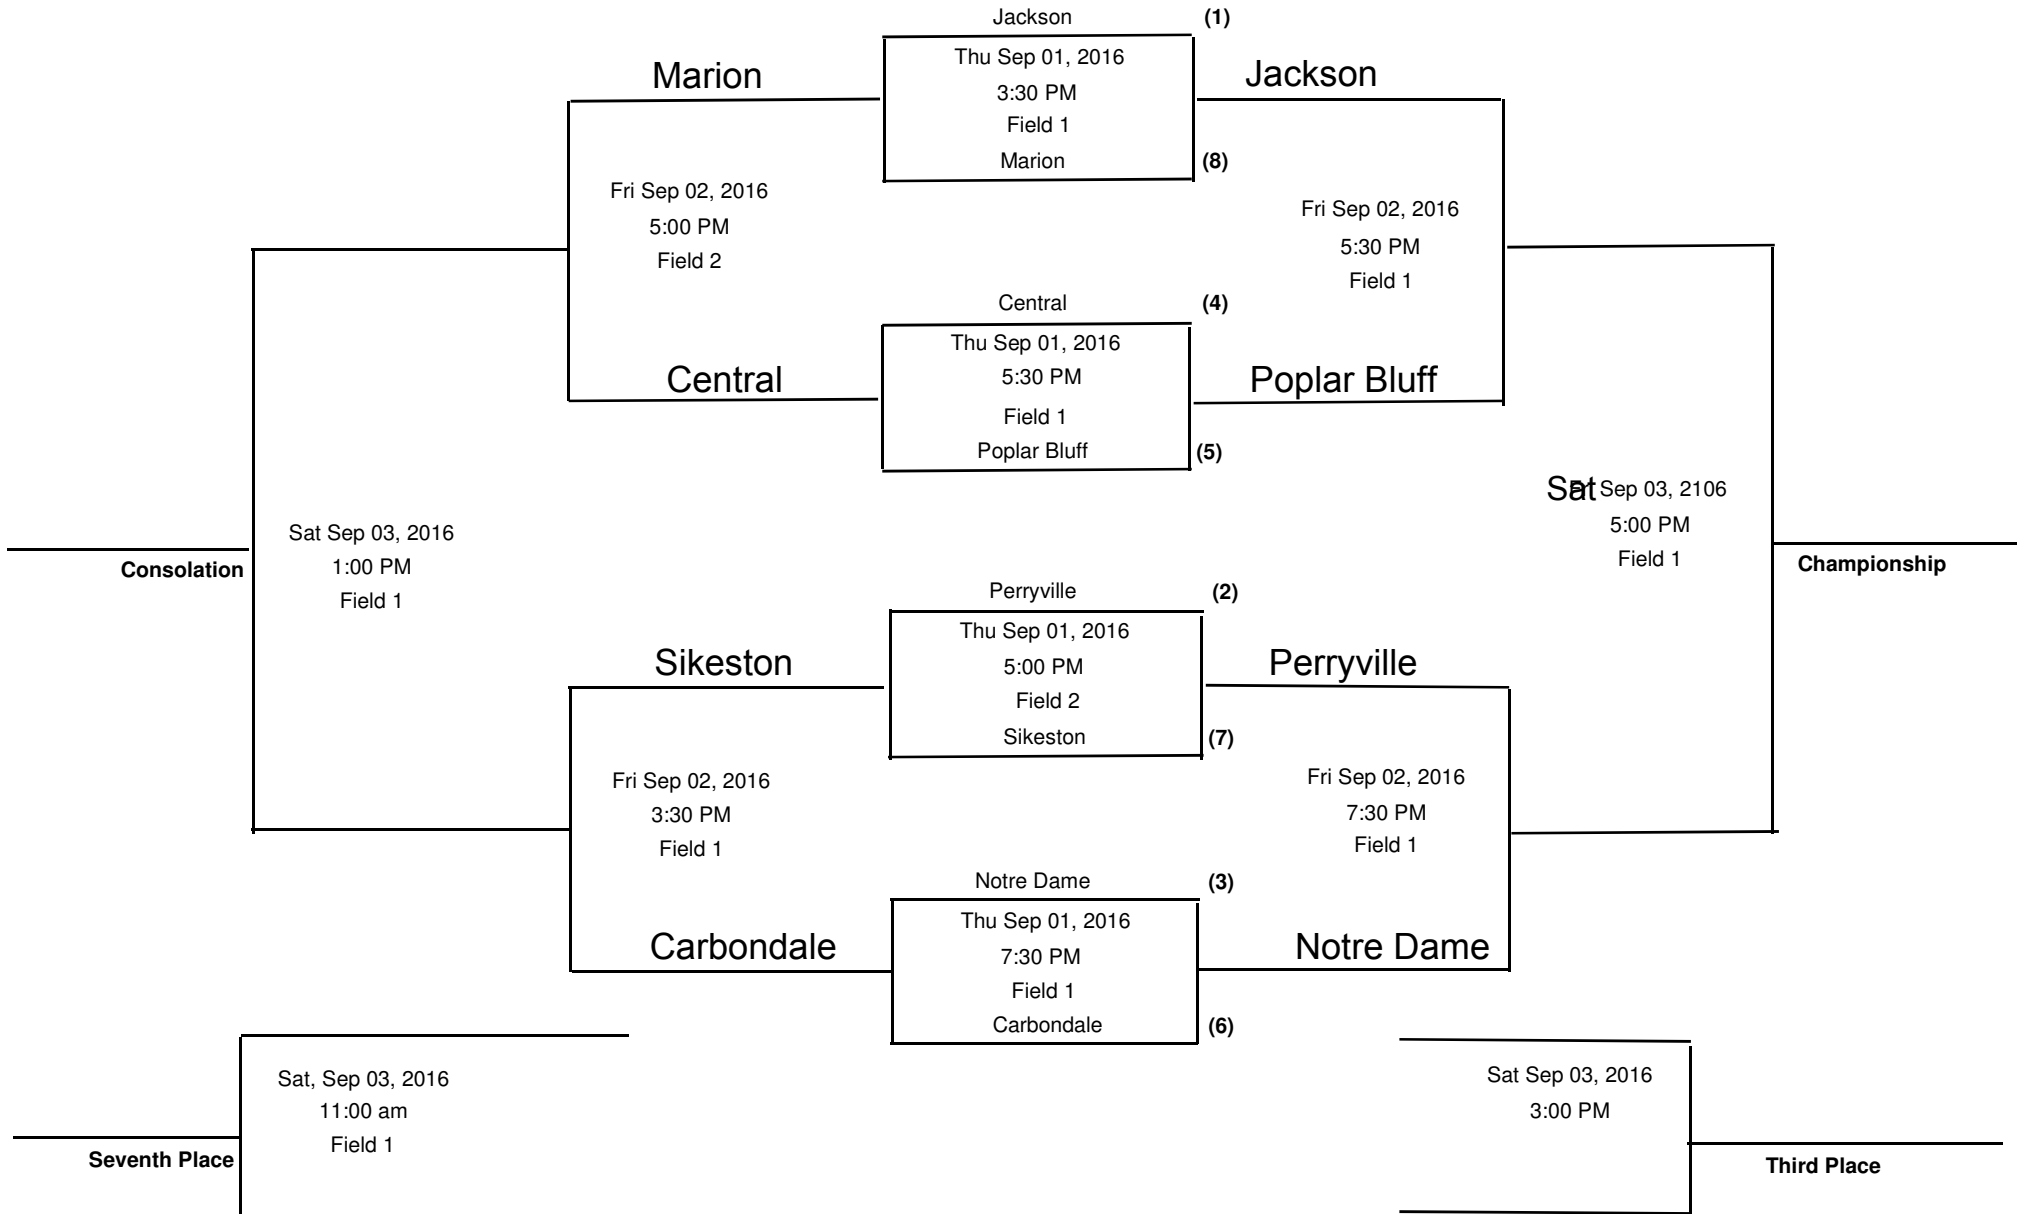 Jackson (1)
Marion
Thu Sep 01, 2016
Jackson
3:30 PM
Field 1
Marion (8)
Fri Sep 02, 2016
5:00 PM
Field 2
Fri Sep 02, 2016
5:30 PM
Field 1
Central (4)
Thu Sep 01, 2016
Central
5:30 PM
Poplar Bluff
Field 1
Poplar Bluff (5)
Sat Sep 03, 2106
5:00 PM
Field 1
Championship
Sat Sep 03, 2016
1:00 PM
Field 1
Consolation
Perryville (2)
Thu Sep 01, 2016
Sikeston
5:00 PM
Perryville
Field 2
Sikeston (7)
Fri Sep 02, 2016
3:30 PM
Field 1
Fri Sep 02, 2016
7:30 PM
Field 1
Notre Dame (3)
Thu Sep 01, 2016
Carbondale
7:30 PM
Notre Dame
Field 1
Carbondale (6)
Sat, Sep 03, 2016
11:00 am
Field 1
Seventh Place
Sat Sep 03, 2016
3:00 PM
Third Place